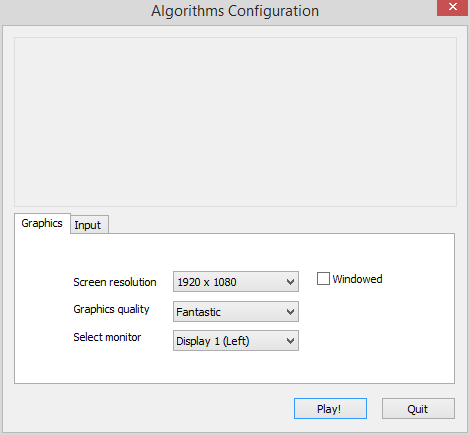 Algorithms Configuration
Graphics Input
Screen resolution 1920 x 1080 Windowed
Graphics quality Fantastic
Select monitor Display 1 (Left)
Play! Quit